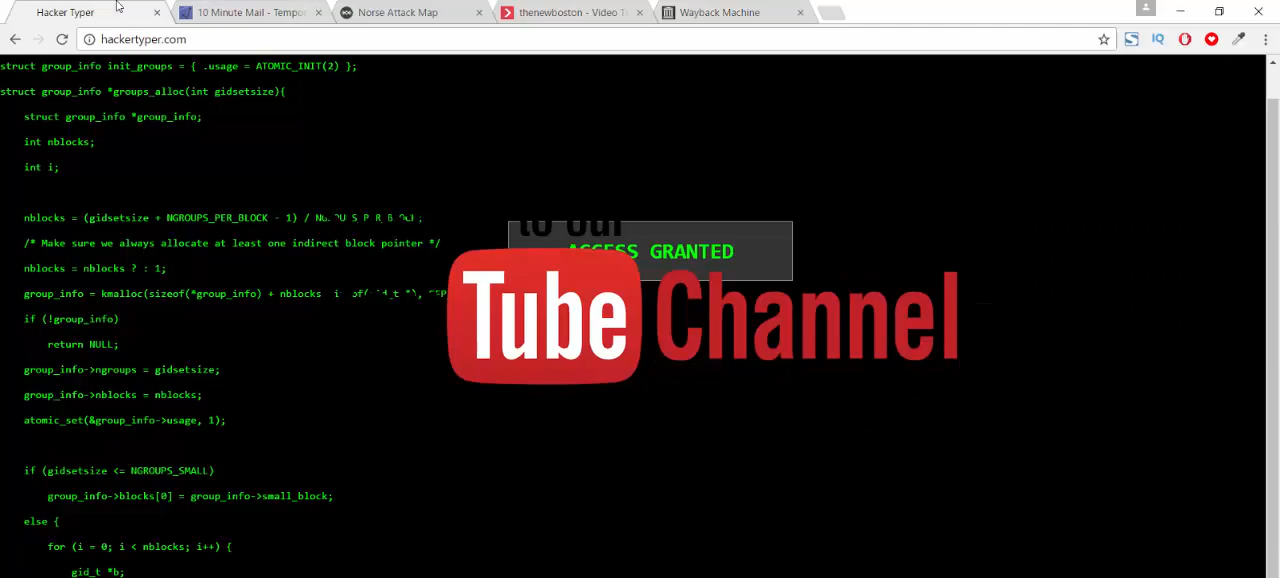 Hacker Typer
10 Minute Mail - Tempor
Norse Attack Map
thenewboston - Video T
Wayback Machine
hackertyper.com
struct group_info init_groups = { .usage = ATOMIC_INIT(2) };
struct group_info *groups_alloc(int gidsetsize){
struct group_info *group_info;
int nblocks;
int i;
nblocks = (gidsetsize + NGROUPS_PER_BLOCK - 1) /
to our
/* Make sure we always allocate at least one indirect block pointer */
ACCESS GRANTED
nblocks = nblocks ? : 1;
group_info = kmalloc(sizeof(*group_info) + nblocks
Tube Channel
if (!group_info)
return NULL;
group_info->ngroups = gidsetsize;
group_info->nblocks = nblocks;
atomic_set(&group_info->usage, 1);
if (gidsetsize <= NGROUPS_SMALL)
group_info->blocks[0] = group_info->small_block;
else {
for (i = 0; i < nblocks; i++) {
gid_t *b;